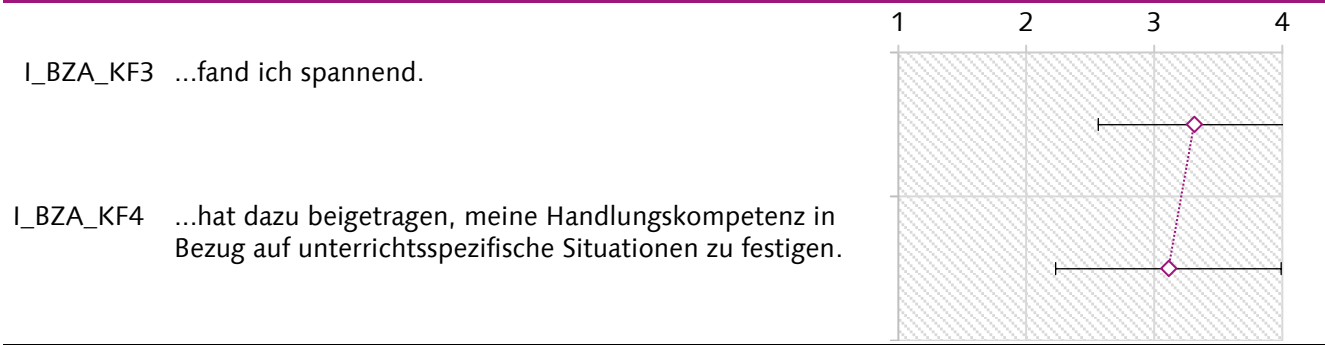 1 2 3 4
I_BZA_KF3 ...fand ich spannend.
I_BZA_KF4 ...hat dazu beigetragen, meine Handlungskompetenz in
Bezug auf unterrichtsspezifische Situationen zu festigen.